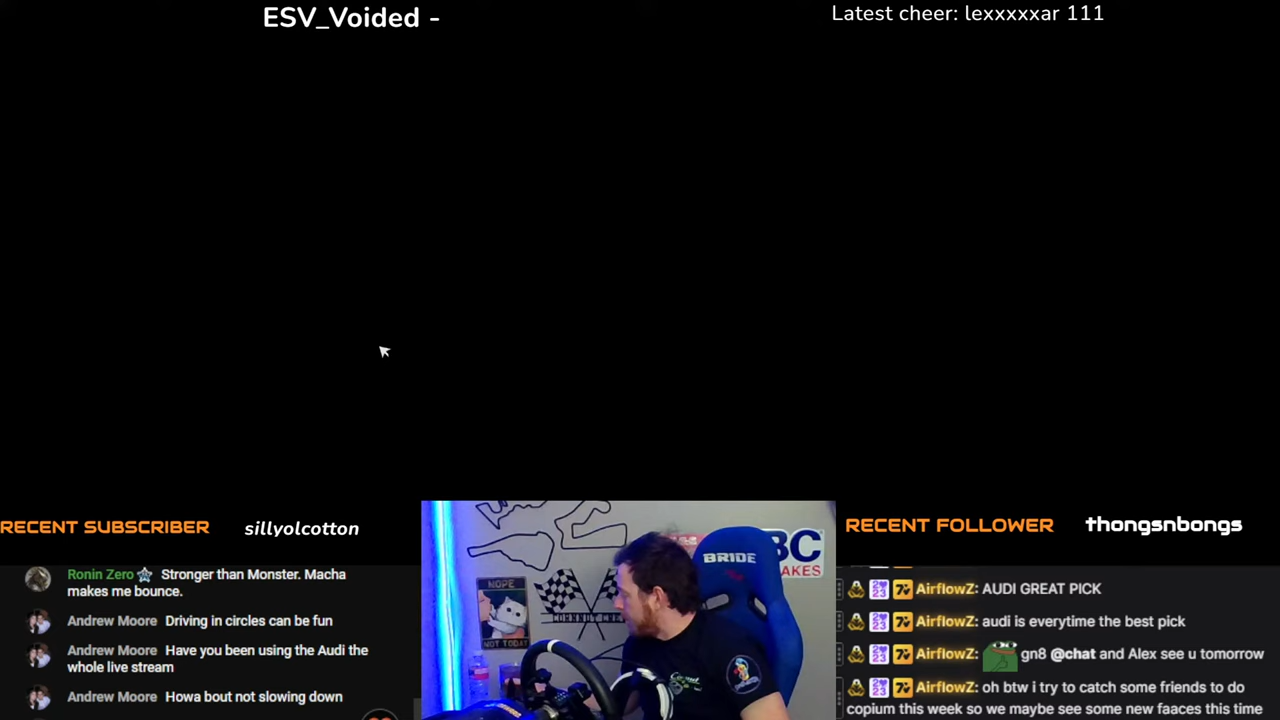 ESV_Voided -
Latest cheer: lexxxxxar 111
RECENT SUBSCRIBER
sillyolcotton
Ronin Zero Stronger than Monster. Macha
makes me bounce.
Andrew Moore Driving in circles can be fun
Andrew Moore Have you been using the Audi the
whole live stream
Andrew Moore Howa bout not slowing down
NOPE
NOT TODAY
BRIDE
BC
AKES
RECENT FOLLOWER
thongsnbongs
AirflowZ: AUDI GREAT PICK
AirflowZ: audi is everytime the best pick
AirflowZ: gn8 @chat and Alex see u tomorrow
AirflowZ: oh btw i try to catch some friends to do
copium this week so we maybe see some new faaces this time